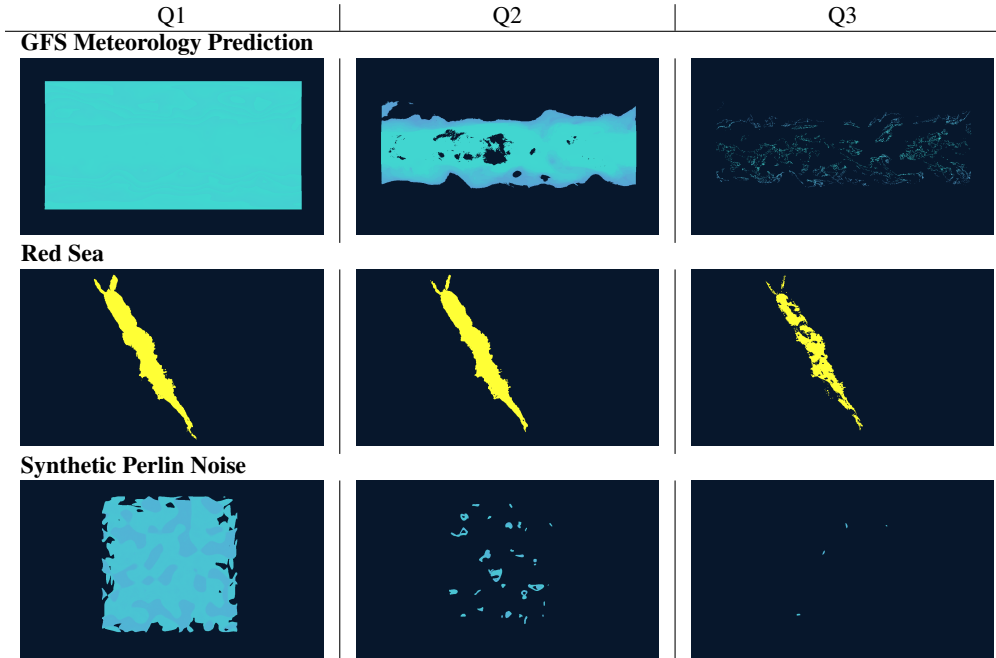 Q1 Q2 Q3
GFS Meteorology Prediction
Red Sea
Synthetic Perlin Noise